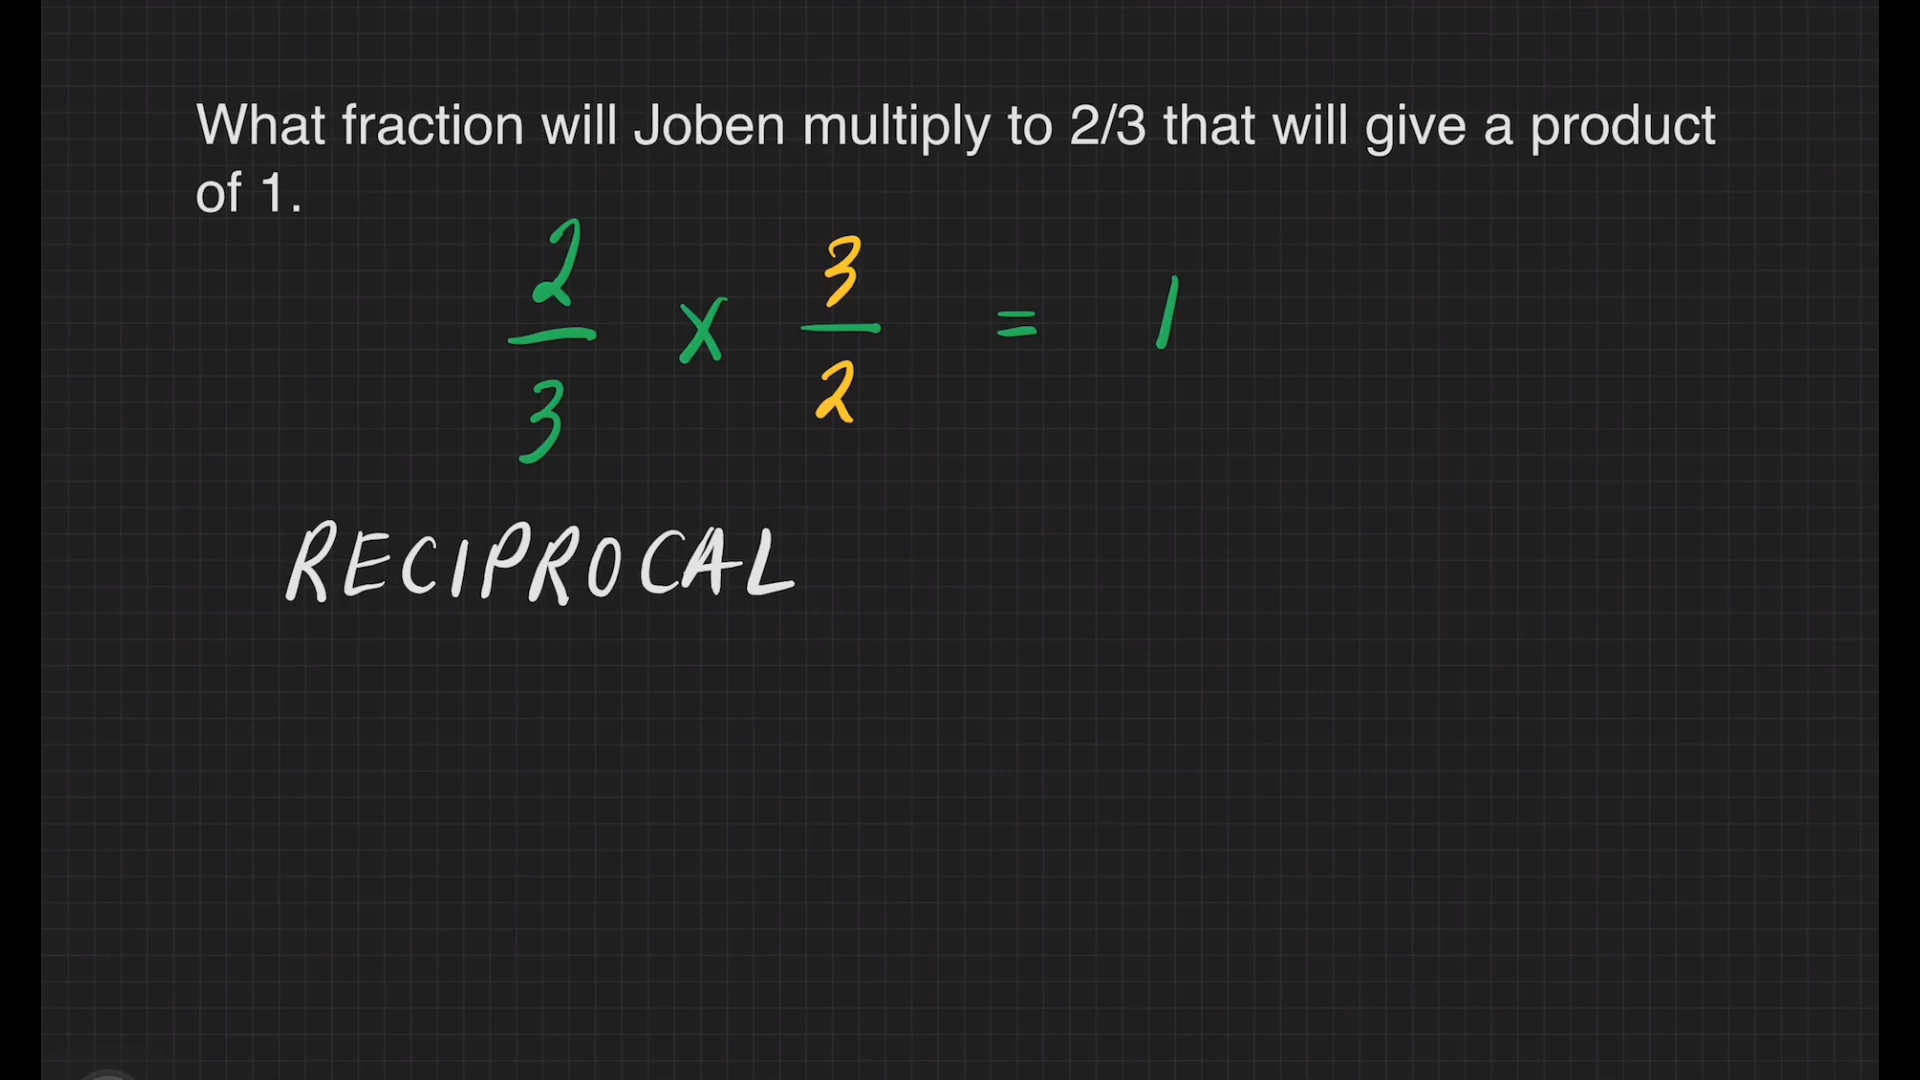 What fraction will Joben multiply to 2/3 that will give a product
of 1.
2/3 x 3/2 = 1
RECIPROCAL